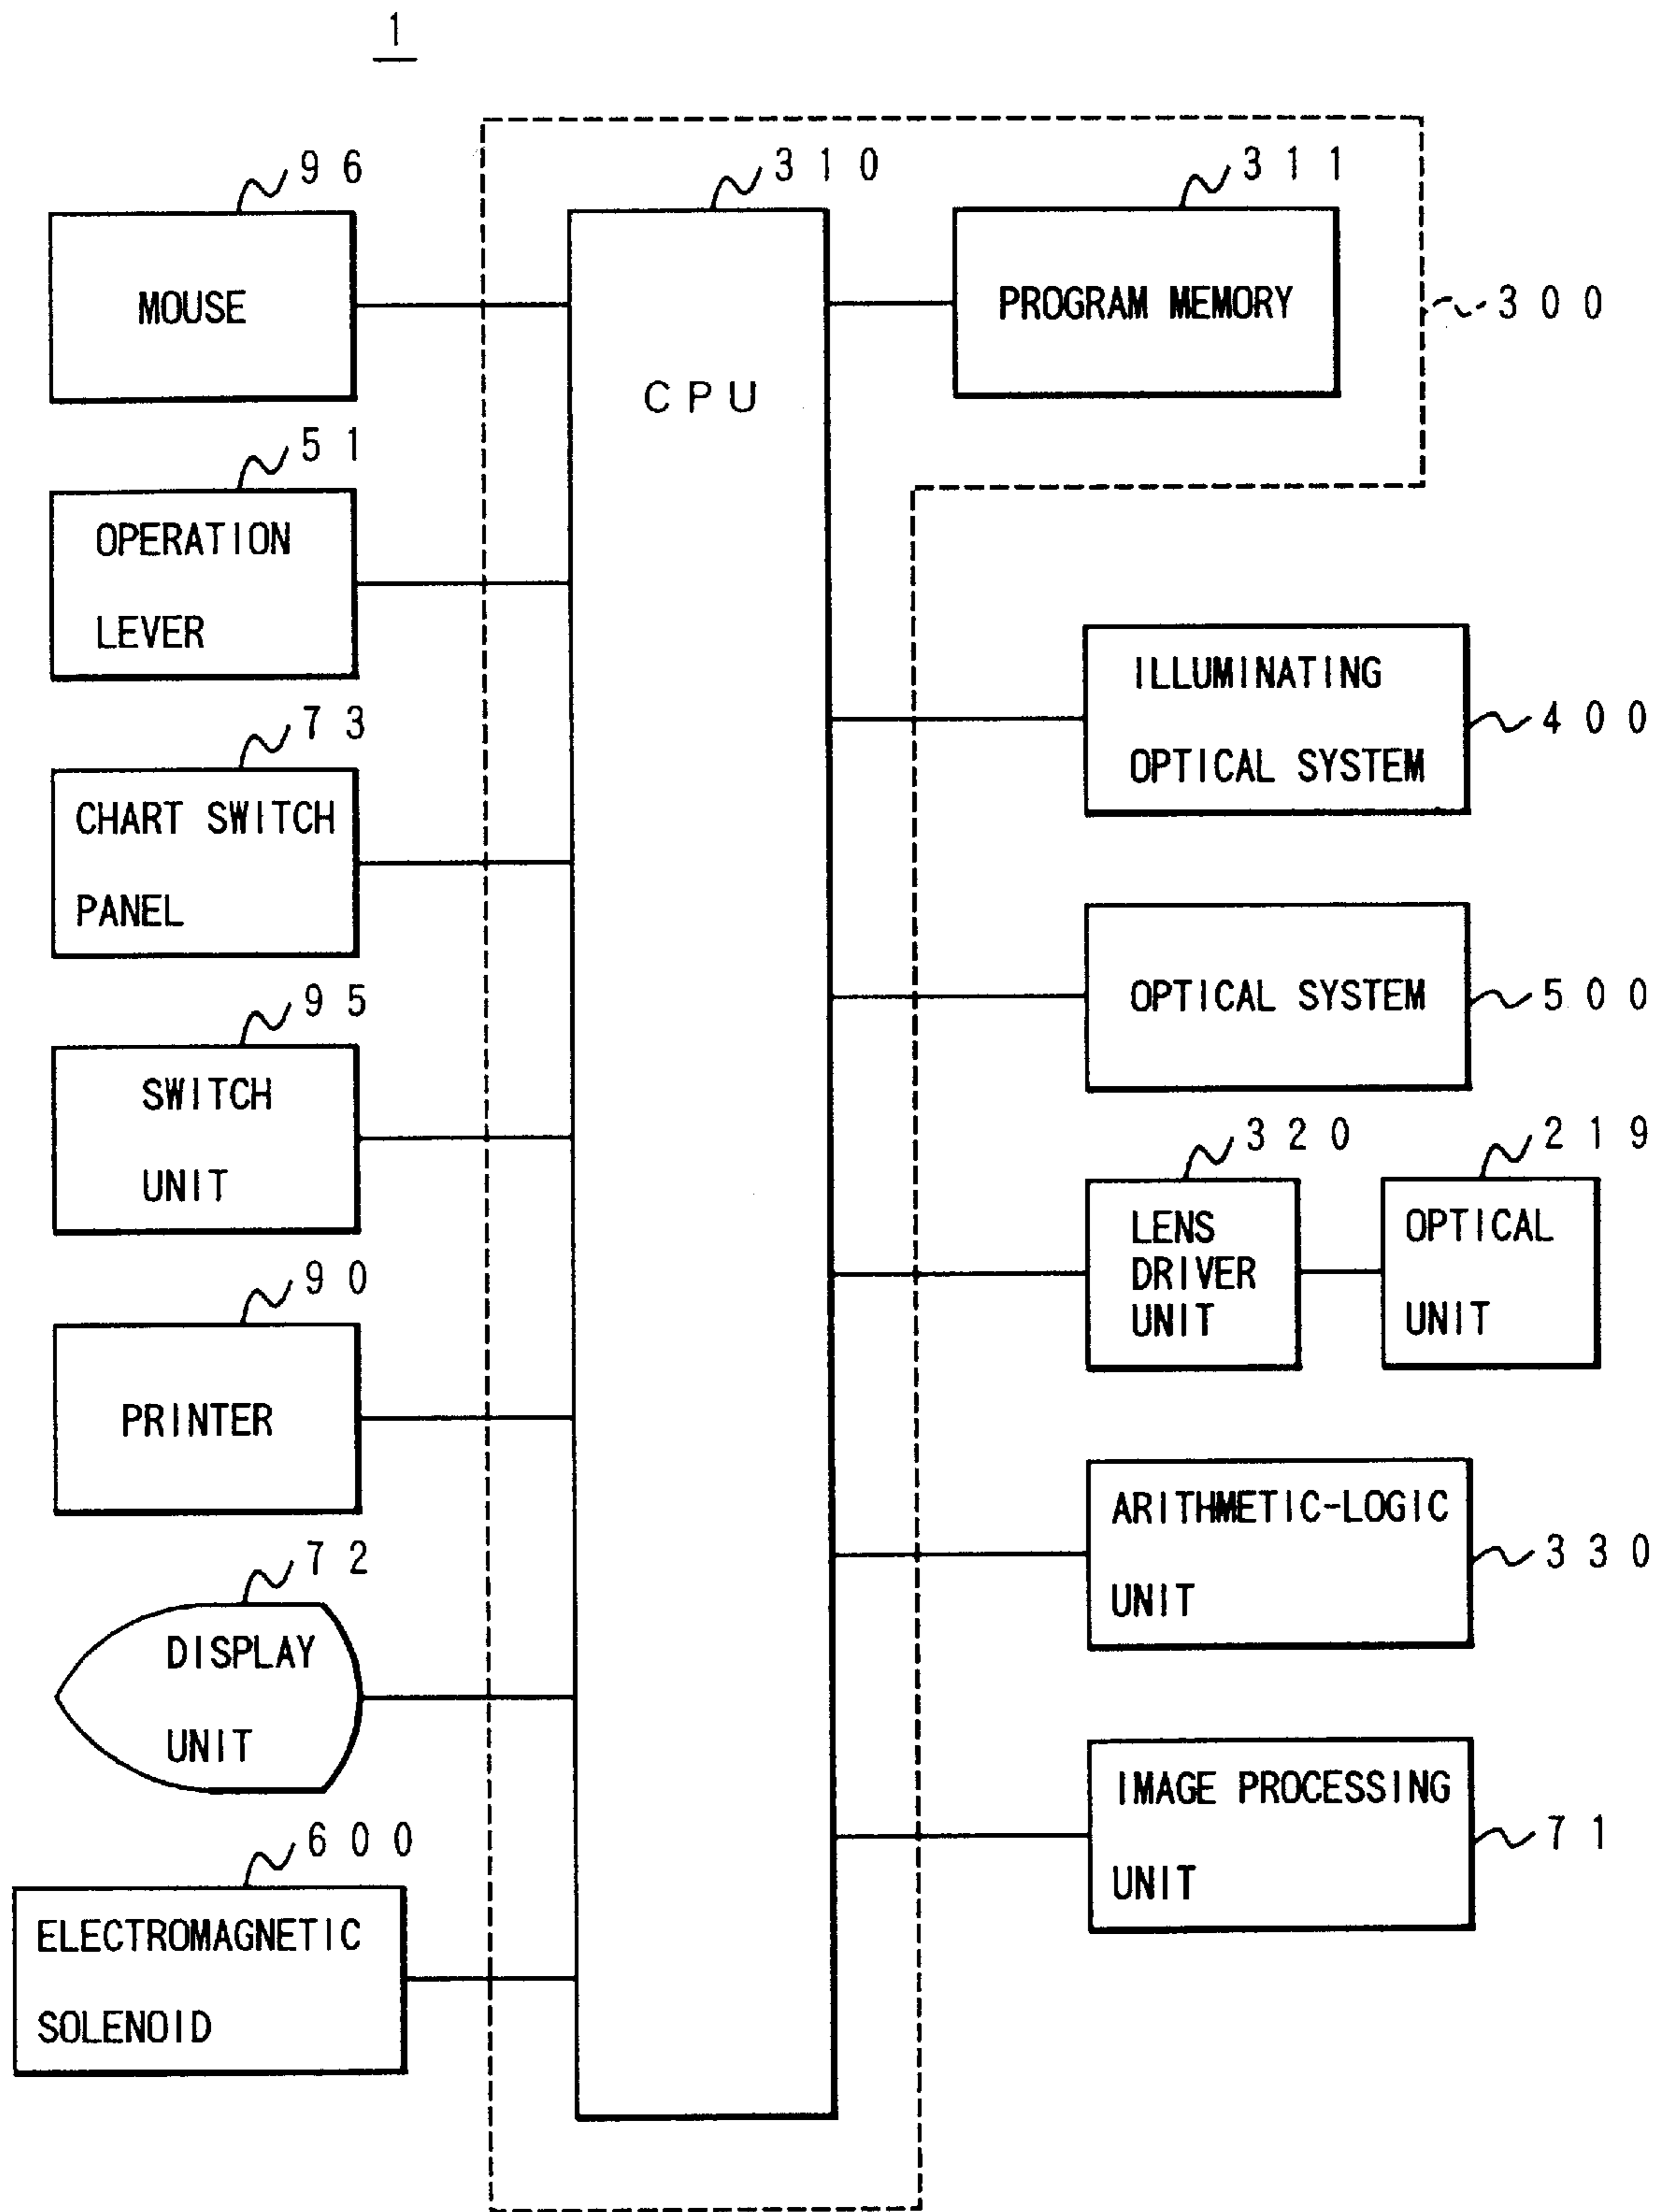 1
96
MOUSE
310
CPU
311
PROGRAM MEMORY
300
51
OPERATION
LEVER
73
CHART SWITCH
PANEL
95
SWITCH
UNIT
90
PRINTER
72
DISPLAY
UNIT
600
ELECTROMAGNETIC
SOLENOID
ILLUMINATING
OPTICAL SYSTEM
400
OPTICAL SYSTEM
500
320
LENS
DRIVER
UNIT
219
OPTICAL
UNIT
ARITHMETIC-LOGIC
UNIT
330
IMAGE PROCESSING
UNIT
71